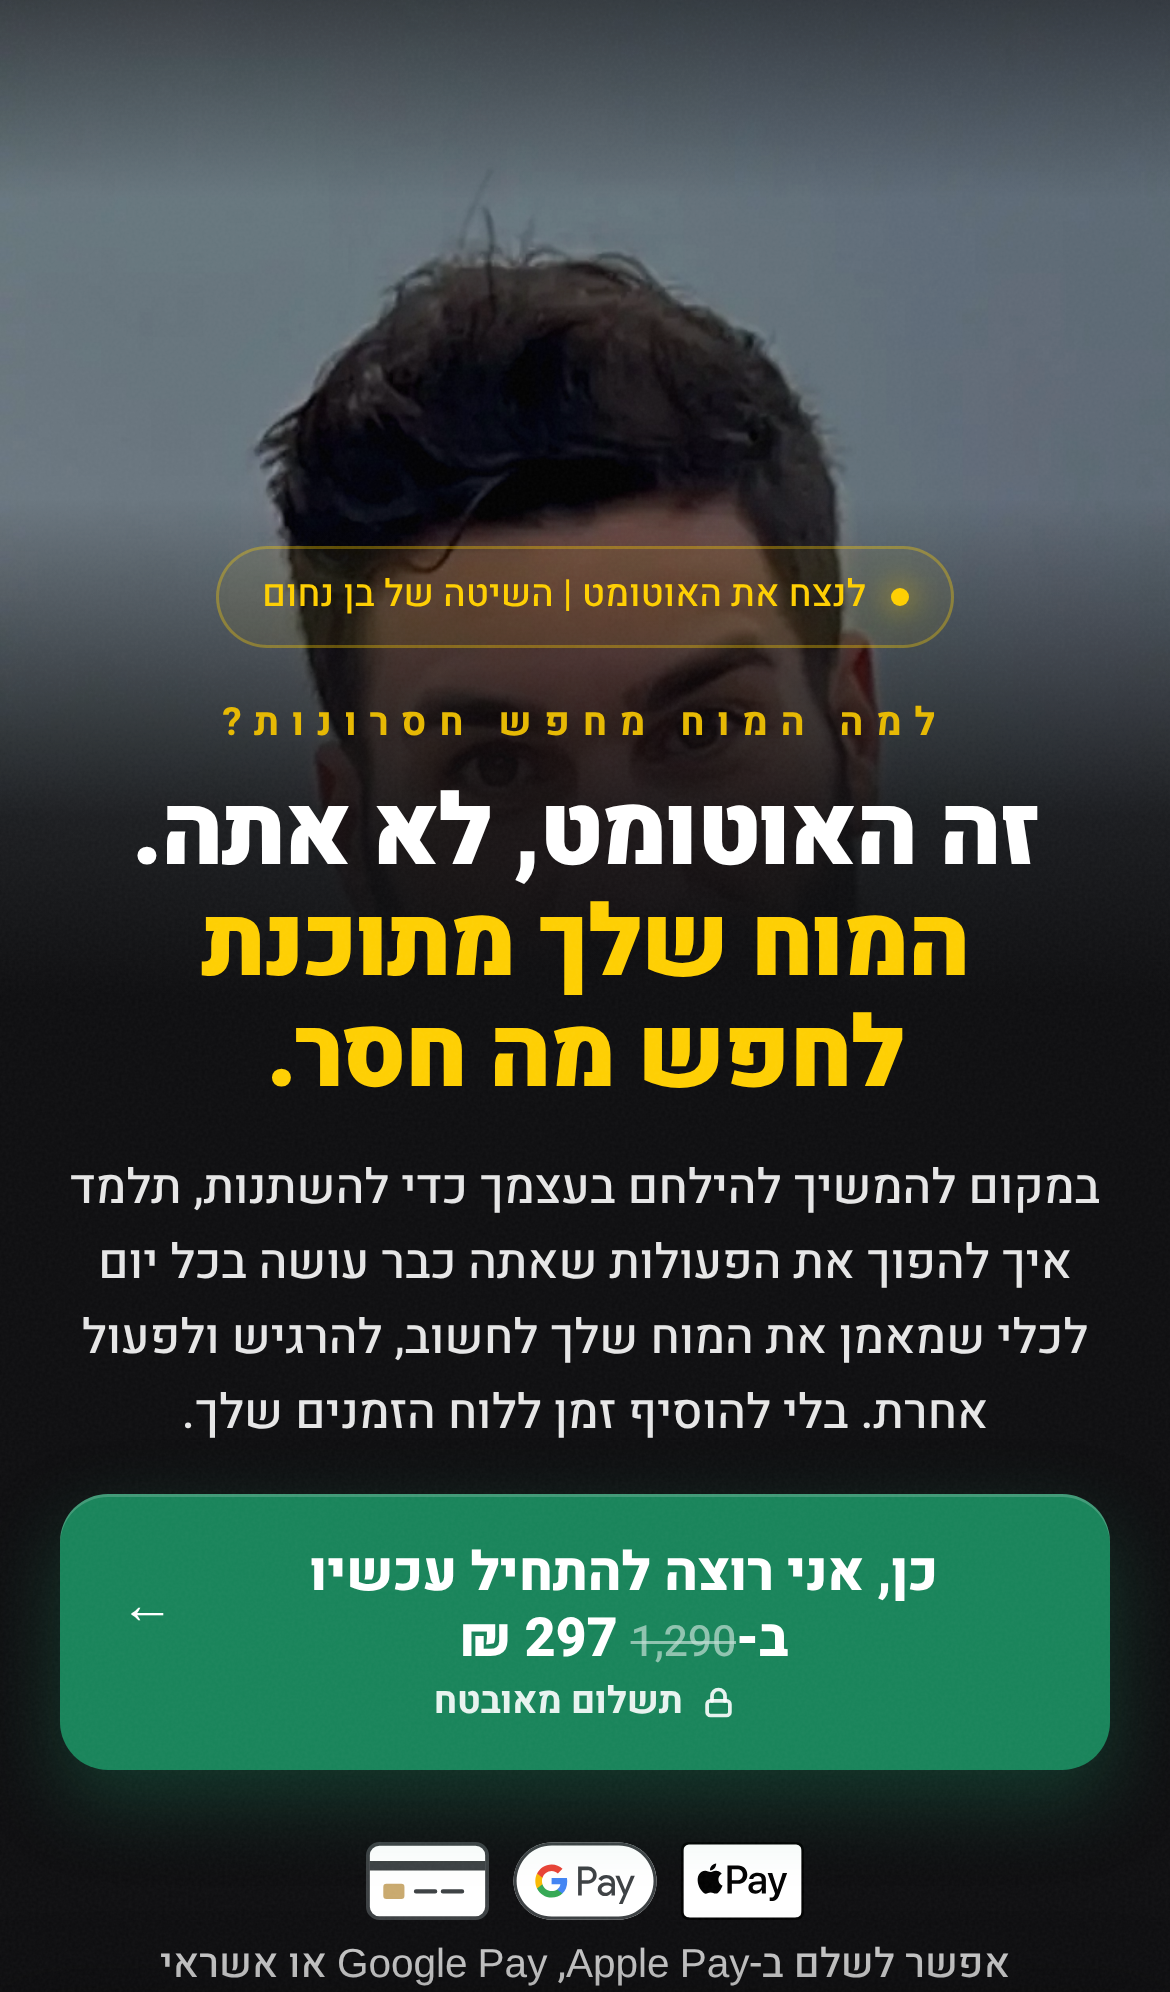 לנצח את האוטומט | השיטה של בן נחום
למה המוח מחפש חסרונות?
זה האוטומט, לא אתה.
המוח שלך מתוכנת
לחפש מה חסר.
במקום להמשיך להילחם בעצמך כדי להשתנות, תלמד
איך להפוך את הפעולות שאתה כבר עושה בכל יום
לכלי שמאמן את המוח שלך לחשוב, להרגיש ולפעול
אחרת. בלי להוסיף זמן ללוח הזמנים שלך.
כן, אני רוצה להתחיל עכשיו
ב-1,290 297 ₪
תשלום מאובטח
Apple Pay
G Pay
אפשר לשלם ב-Apple Pay, Google Pay או אשראי